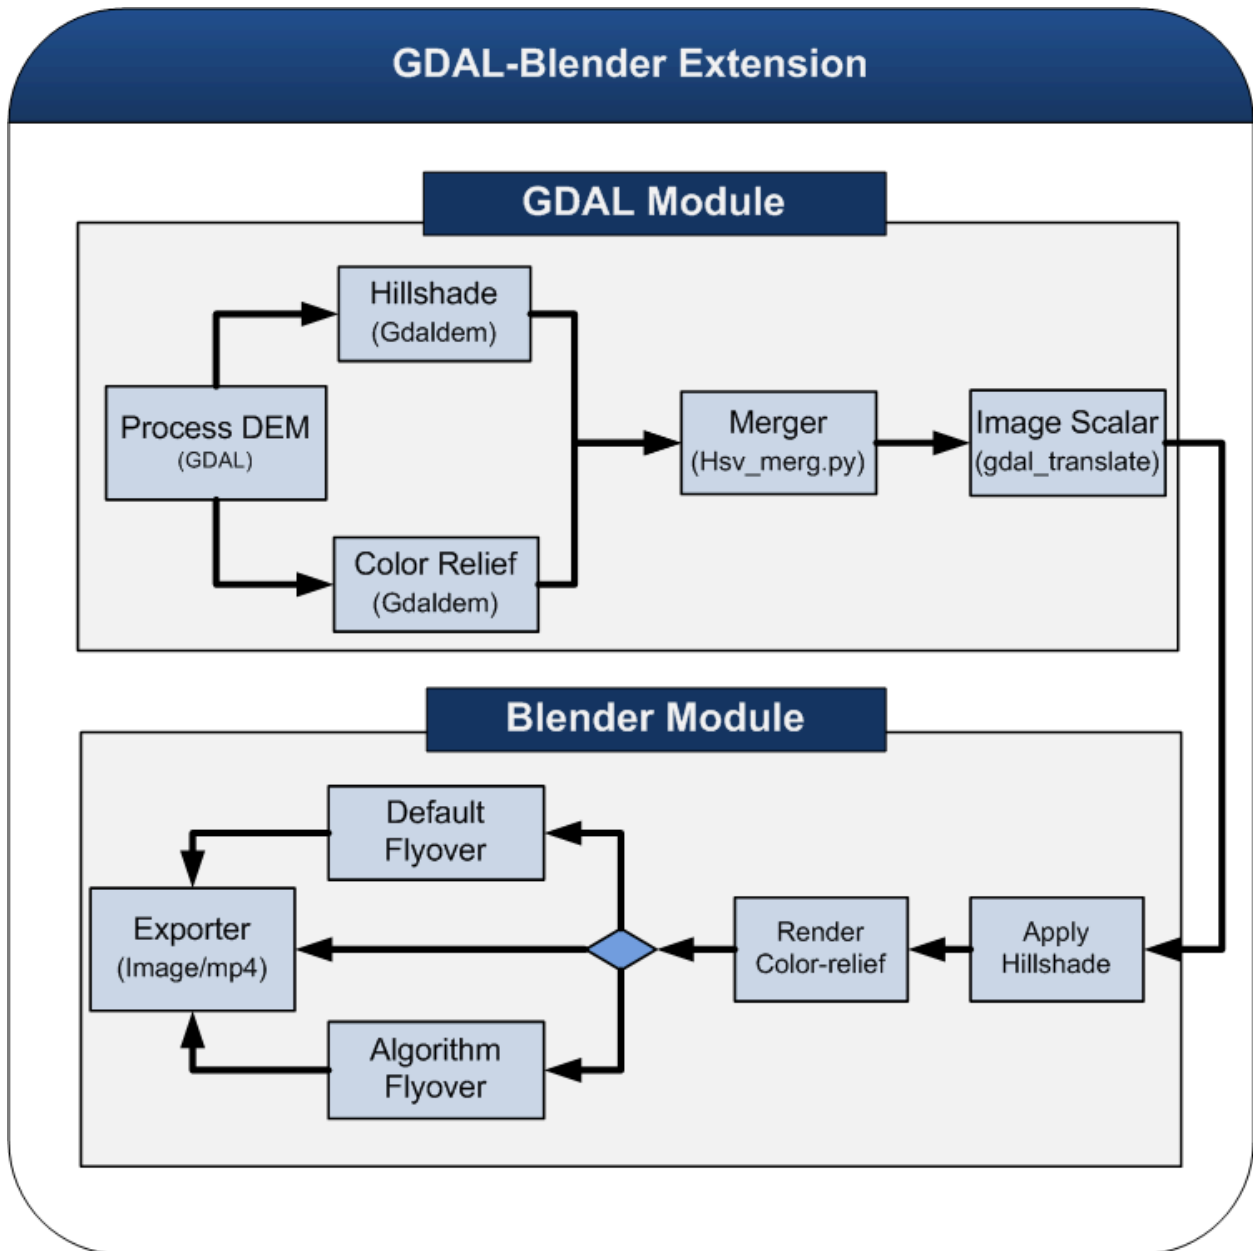 GDAL-Blender Extension
GDAL Module
Hillshade
(Gdaldem)
Process DEM
(GDAL)
Color Relief
(Gdaldem)
Merger
(Hsv_merg.py)
Image Scalar
(gdal_translate)
Blender Module
Default
Flyover
Exporter
(Image/mp4)
Algorithm
Flyover
Render
Color-relief
Apply
Hillshade